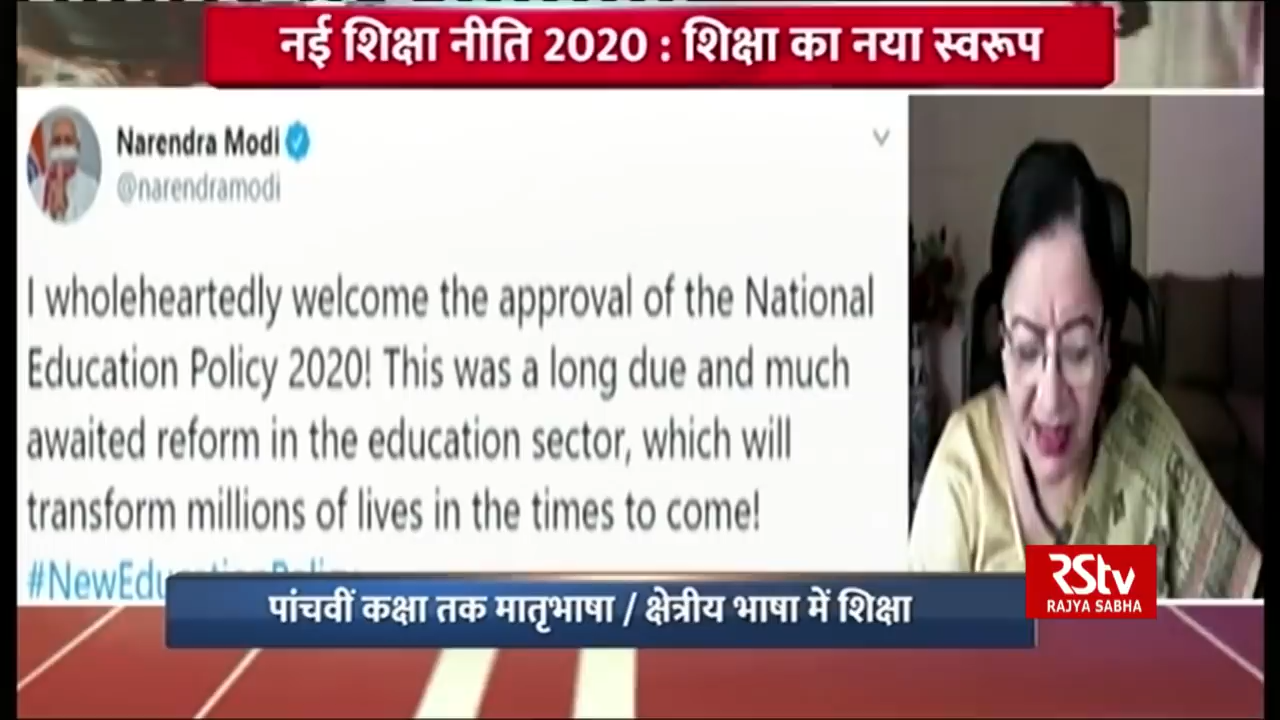 नई शिक्षा नीति 2020 : शिक्षा का नया स्वरूप
Narendra Modi
@narendramodi
I wholeheartedly welcome the approval of the National
Education Policy 2020! This was a long due and much
awaited reform in the education sector, which will
transform millions of lives in the times to come!
#NewEducationPolicy
पांचवीं कक्षा तक मातृभाषा / क्षेत्रीय भाषा में शिक्षा
RSTV
RAJYA SABHA